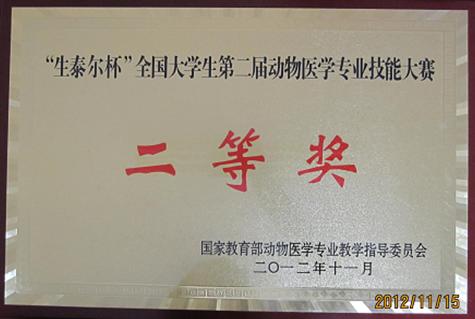 “生泰尔杯”全国大学生第二届动物医学专业技能大赛
二等奖
国家教育部动物医学专业教学指导委员会
二〇一二年十一月
2012/11/15